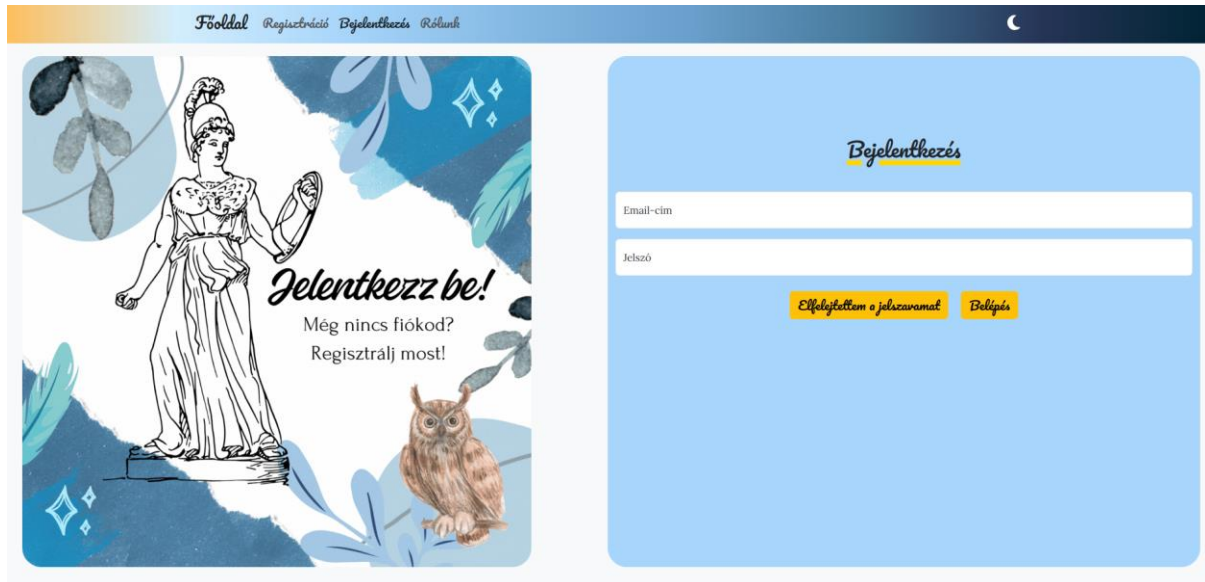 Főoldal Regisztráció Bejelentkezés Rólunk
Jelentkezz be!
Még nincs fiókod?
Regisztrálj most!
Bejelentkezés
Email-cím
Jelszó
Elfelejtettem a jelszavamat Belépés